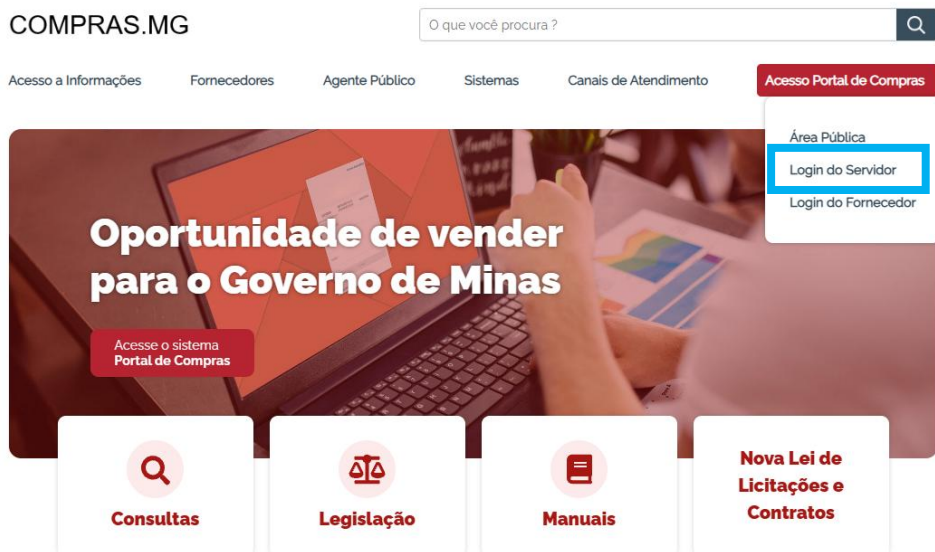 COMPRAS.MG
O que você procura ?
Acesso a Informações
Fornecedores
Agente Público
Sistemas
Canais de Atendimento
Acesso Portal de Compras
Área Pública
Login do Servidor
Login do Fornecedor
Oportunidade de vender
para o Governo de Minas
Acesse o sistema
Portal de Compras
Consultas
Legislação
Manuais
Nova Lei de
Licitações e
Contratos